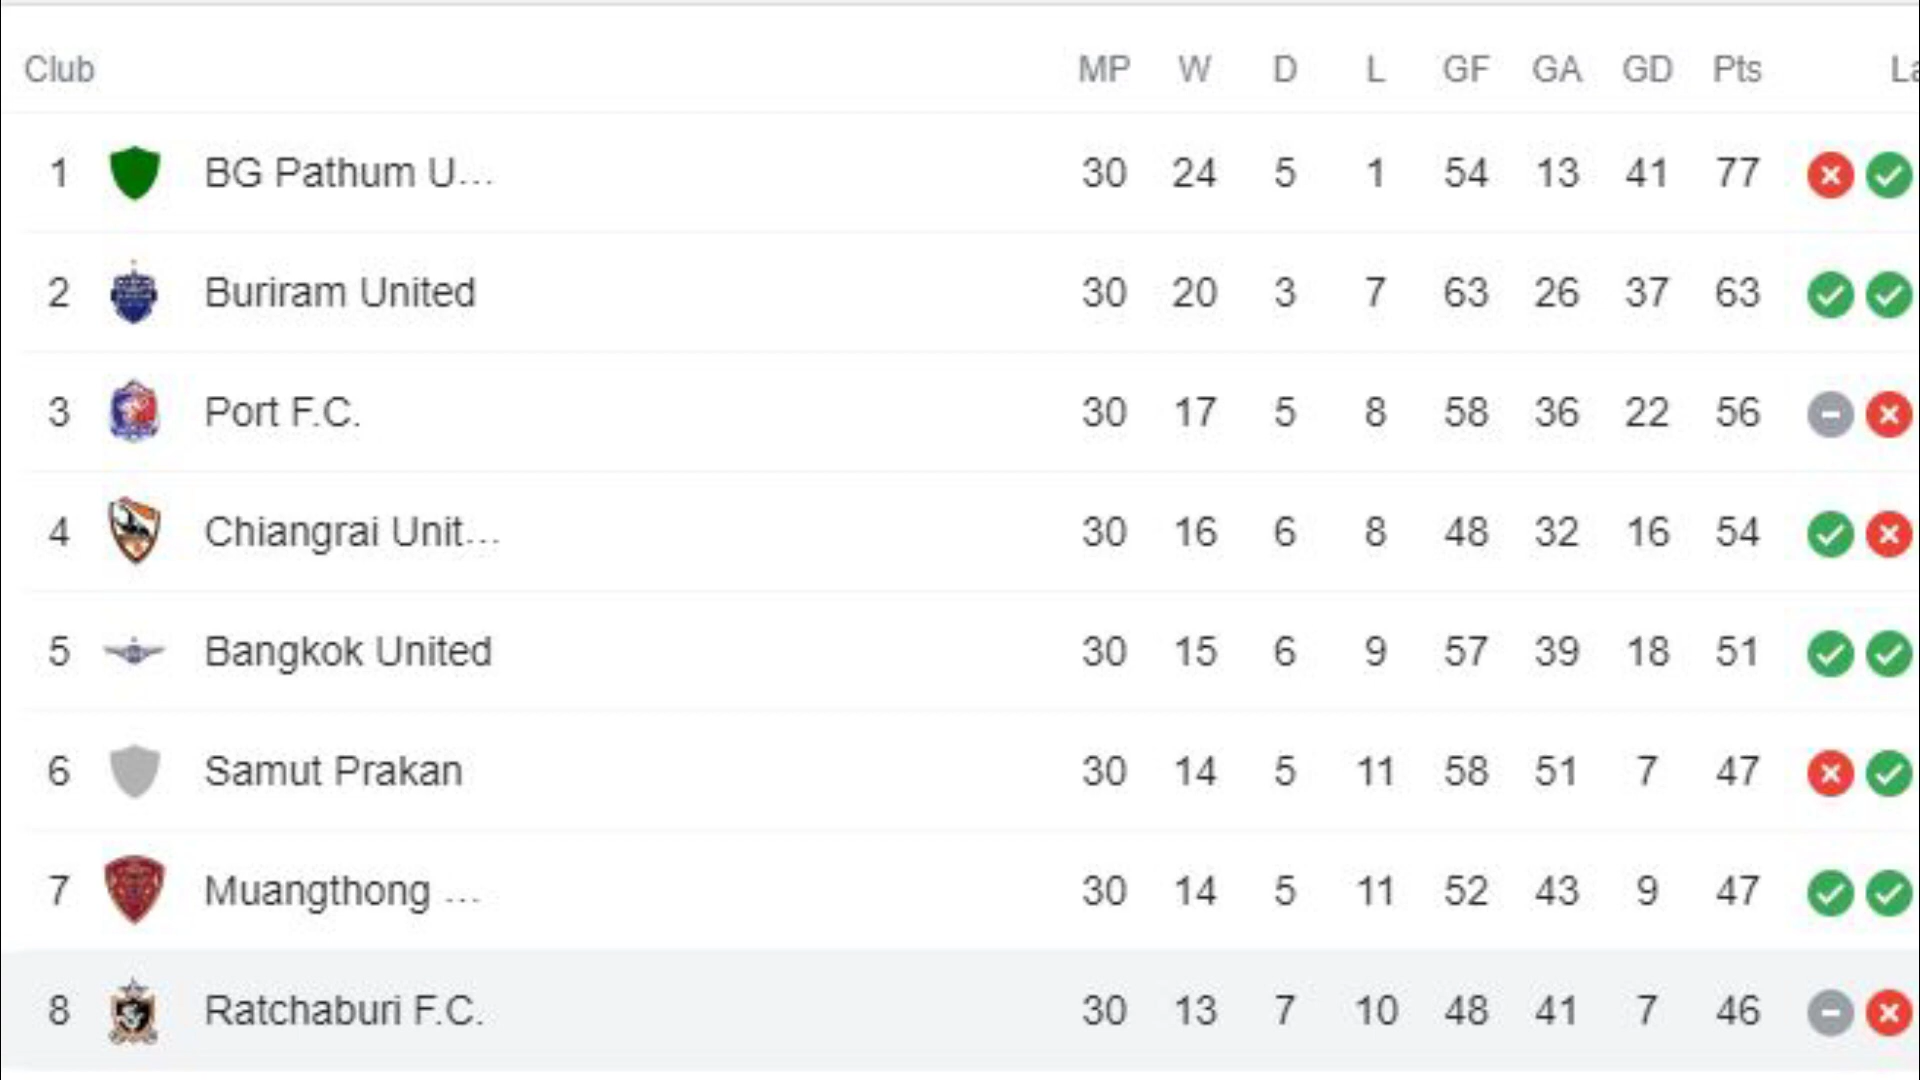 Club MP W D L GF GA GD Pts La
1 BG Pathum U... 30 24 5 1 54 13 41 77
2 Buriram United 30 20 3 7 63 26 37 63
3 Port F.C. 30 17 5 8 58 36 22 56
4 Chiangrai Unit... 30 16 6 8 48 32 16 54
5 Bangkok United 30 15 6 9 57 39 18 51
6 Samut Prakan 30 14 5 11 58 51 7 47
7 Muangthong ... 30 14 5 11 52 43 9 47
8 Ratchaburi F.C. 30 13 7 10 48 41 7 46